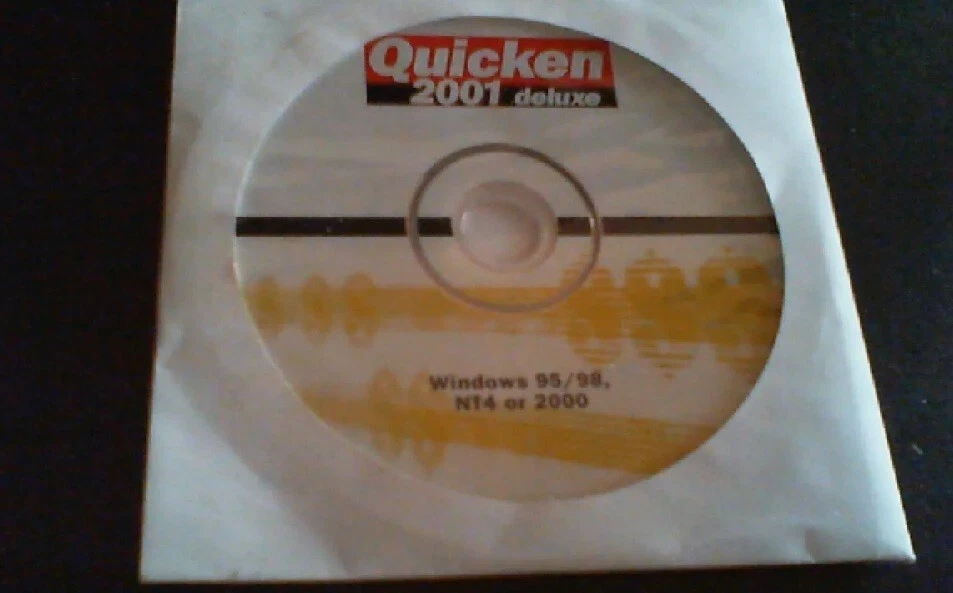 Quicken
2001 deluxe
Windows 95/98,
NT4 or 2000